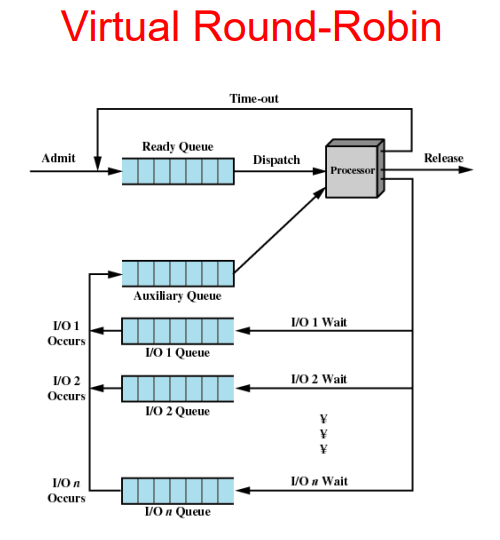 Virtual Round-Robin
Time-out
Admit
Ready Queue
Dispatch
Processor
Release
Auxiliary Queue
I/O 1
Occurs
I/O 1 Wait
I/O 1 Queue
I/O 2
Occurs
I/O 2 Wait
I/O 2 Queue
¥
¥
¥
I/O n
Occurs
I/O n Wait
I/O n Queue